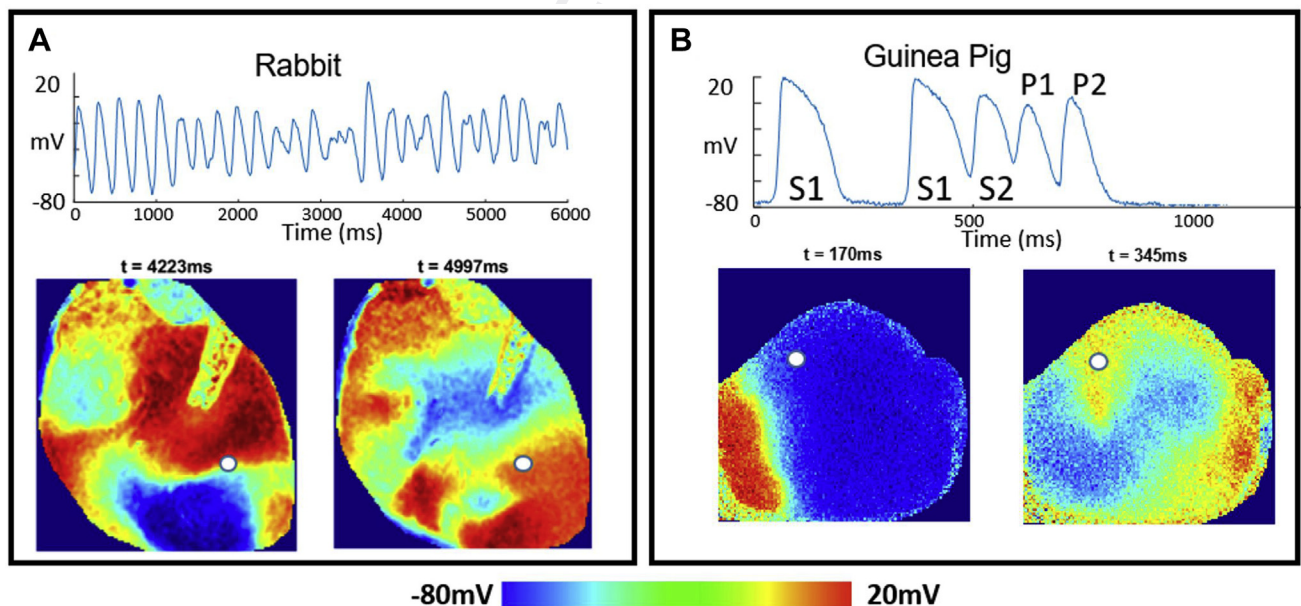 A
Rabbit
20
mV
-80
0 1000 2000 3000 4000 5000 6000
Time (ms)
t = 4223ms
t = 4997ms
B
Guinea Pig
20
mV
-80
P1 P2
S1 S1 S2
0 500 1000
Time (ms)
t = 170ms
t = 345ms
-80mV 20mV